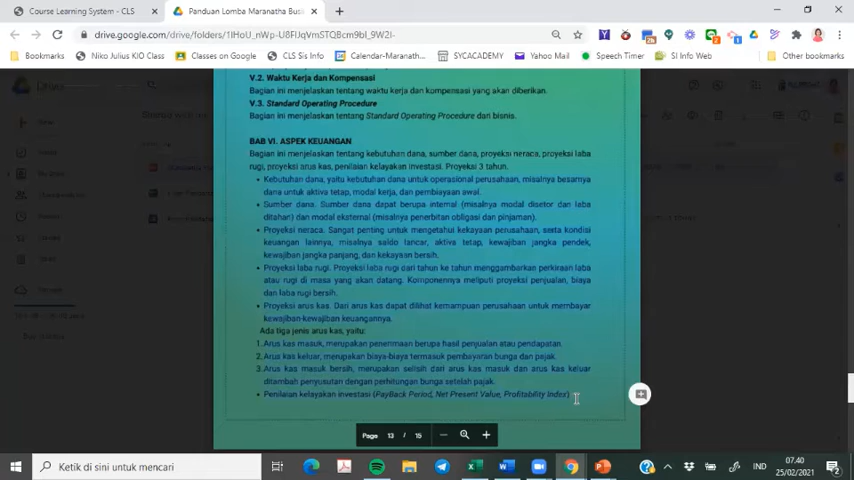 Course Learning System - CLS
Panduan Lomba Maranatha Busin
drive.google.com/drive/folders/1IHoU_nWp-U8FIJqVmSTQBcm9bl_9W2I-
Bookmarks
Niko Julius KIO Class
Classes on Google
CLS Sis Info
Calendar-Maranath...
SYCACADEMY
Yahoo Mail
Speech Timer
SI Info Web
Other bookmarks
V.2. Waktu Kerja dan Kompensasi
Bagian ini menjelaskan tentang waktu kerja dan kompensasi yang akan diberikan.
V.3. Standard Operating Procedure
Bagian ini menjelaskan tentang Standard Operating Procedure dari bisnis.
BAB VI. ASPEK KEUANGAN
Bagian ini menjelaskan tentang kebutuhan dana, sumber dana, proyeksi neraca, proyeksi laba
rugi, proyeksi arus kas, penilaian kelayakan investasi. Proyeksi 3 tahun.
• Kebutuhan dana, yaitu kebutuhan dana untuk operasional perusahaan, misalnya besarnya
dana untuk aktiva tetap, modal kerja, dan pembiayaan awal.
• Sumber dana. Sumber dana dapat berupa internal (misalnya modal disetor dan laba
ditahan) dan modal eksternal (misalnya penerbitan obligasi dan pinjaman).
• Proyeksi neraca. Sangat penting untuk mengetahui kekayaan perusahaan, serta kondisi
keuangan lainnya, misalnya saldo lancar, aktiva tetap, kewajiban jangka pendek,
kewajiban jangka panjang, dan kekayaan bersih.
• Proyeksi laba rugi. Proyeksi laba rugi dari tahun ke tahun menggambarkan perkiraan laba
atau rugi di masa yang akan datang. Komponennya meliputi proyeksi penjualan, biaya
dan laba rugi bersih.
• Proyeksi arus kas. Dari arus kas dapat dilihat kemampuan perusahaan untuk membayar
kewajiban-kewajiban keuangannya.
Ada tiga jenis arus kas, yaitu:
1. Arus kas masuk, merupakan penerimaan berupa hasil penjualan atau pendapatan.
2. Arus kas keluar, merupakan biaya-biaya termasuk pembayaran bunga dan pajak.
3. Arus kas masuk bersih, merupakan selisih dari arus kas masuk dan arus kas keluar
ditambah penyusutan dengan perhitungan bunga setelah pajak.
• Penilaian kelayakan investasi (PayBack Period, Net Present Value, Profitability Index)
Page 13 / 15
Ketik di sini untuk mencari
IND
07.40
25/02/2021